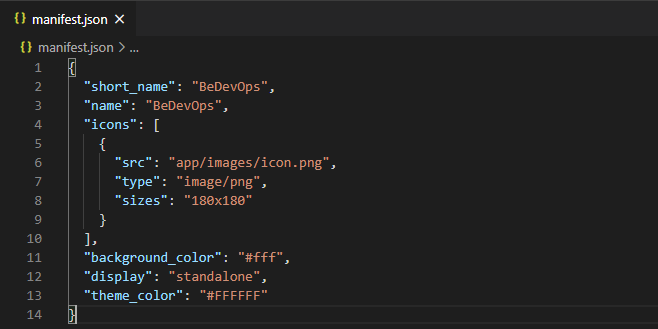 {} manifest.json ×
{} manifest.json > ...
1 {
2 "short_name": "BeDevOps",
3 "name": "BeDevOps",
4 "icons": [
5 {
6 "src": "app/images/icon.png",
7 "type": "image/png",
8 "sizes": "180x180"
9 }
10 ],
11 "background_color": "#fff",
12 "display": "standalone",
13 "theme_color": "#FFFFFF"
14 }